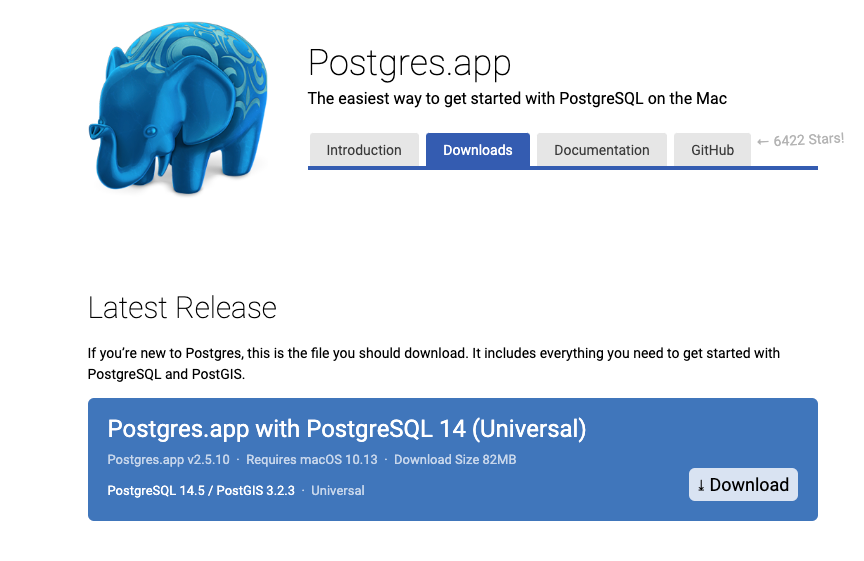 Postgres.app
The easiest way to get started with PostgreSQL on the Mac
Introduction
Downloads
Documentation
GitHub
← 6422 Stars!
Latest Release
If you’re new to Postgres, this is the file you should download. It includes everything you need to get started with
PostgreSQL and PostGIS.
Postgres.app with PostgreSQL 14 (Universal)
Postgres.app v2.5.10 · Requires macOS 10.13 · Download Size 82MB
PostgreSQL 14.5 / PostGIS 3.2.3 · Universal
⤓ Download